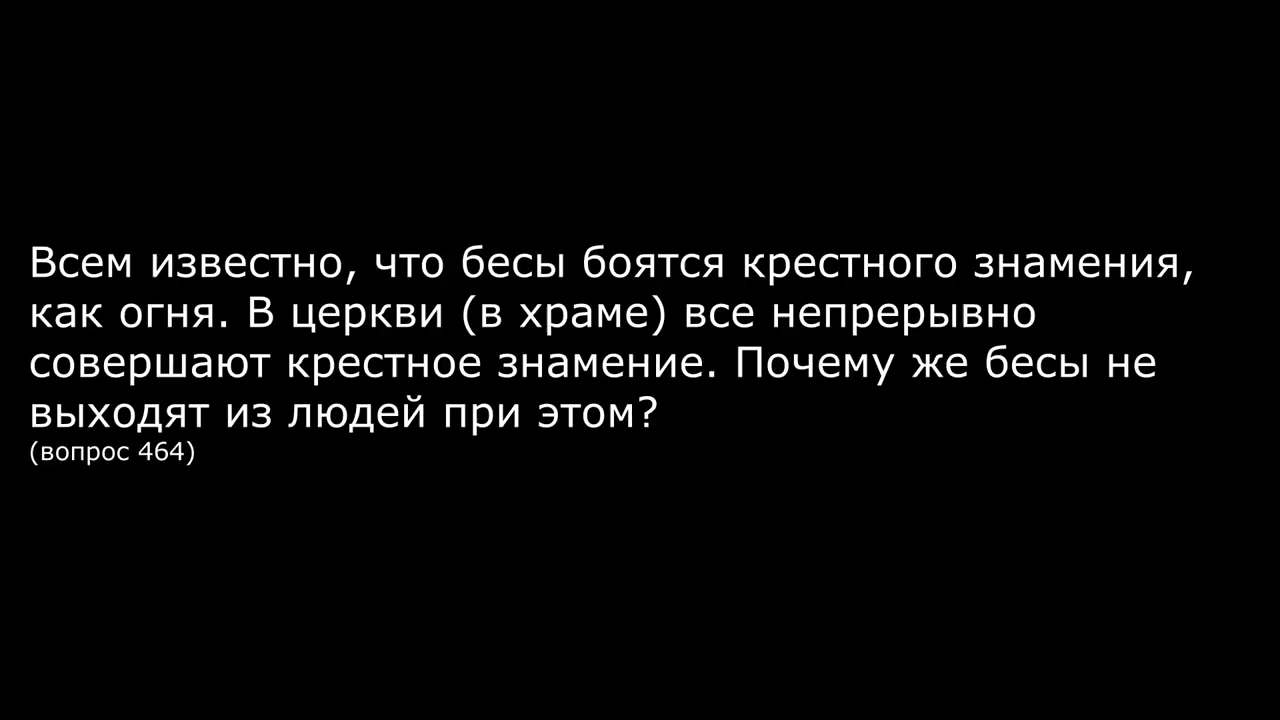 Всем известно, что бесы боятся крестного знамения,
как огня. В церкви (в храме) все непрерывно
совершают крестное знамение. Почему же бесы не
выходят из людей при этом?
(вопрос 464)